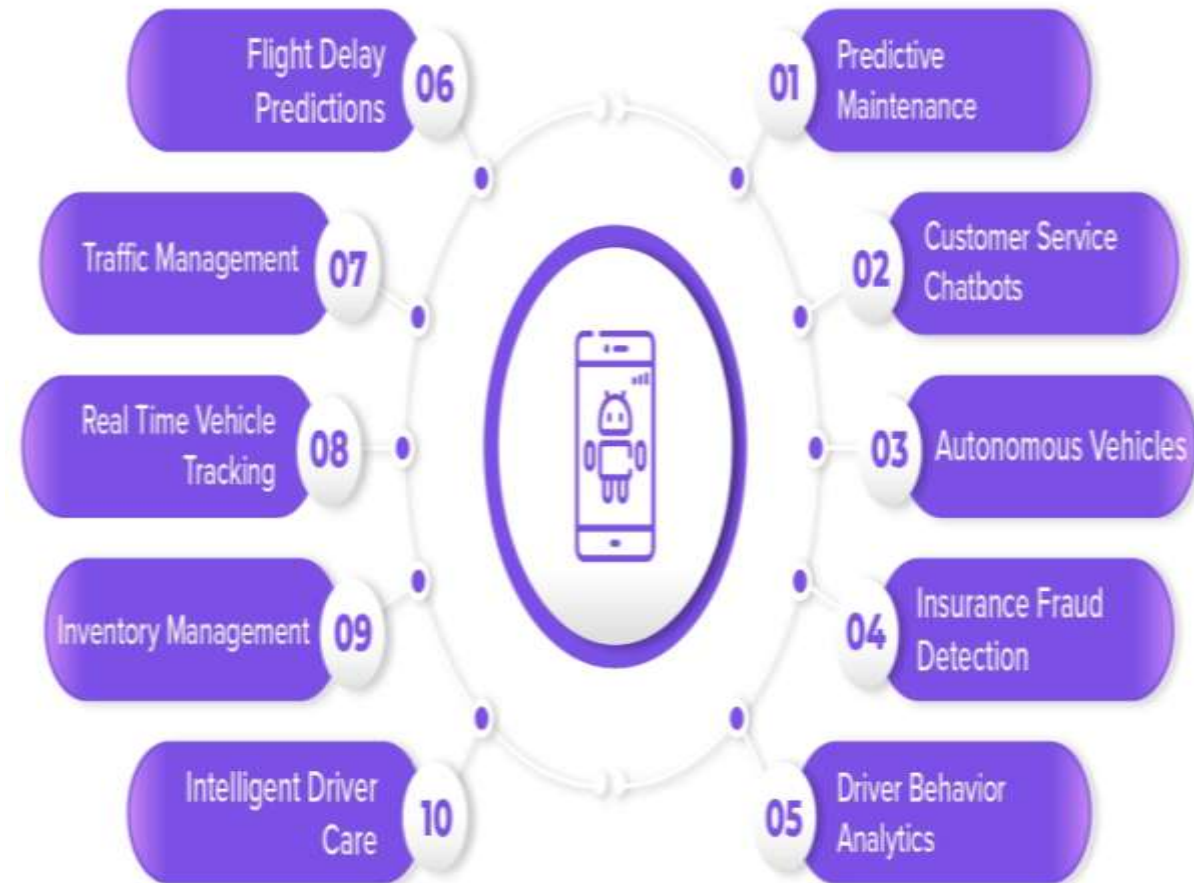 01
Predictive
Maintenance
02
Customer Service
Chatbots
03
Autonomous Vehicles
04
Insurance Fraud
Detection
05
Driver Behavior
Analytics
06
Flight Delay
Predictions
07
Traffic Management
08
Real Time Vehicle
Tracking
09
Inventory Management
10
Intelligent Driver
Care